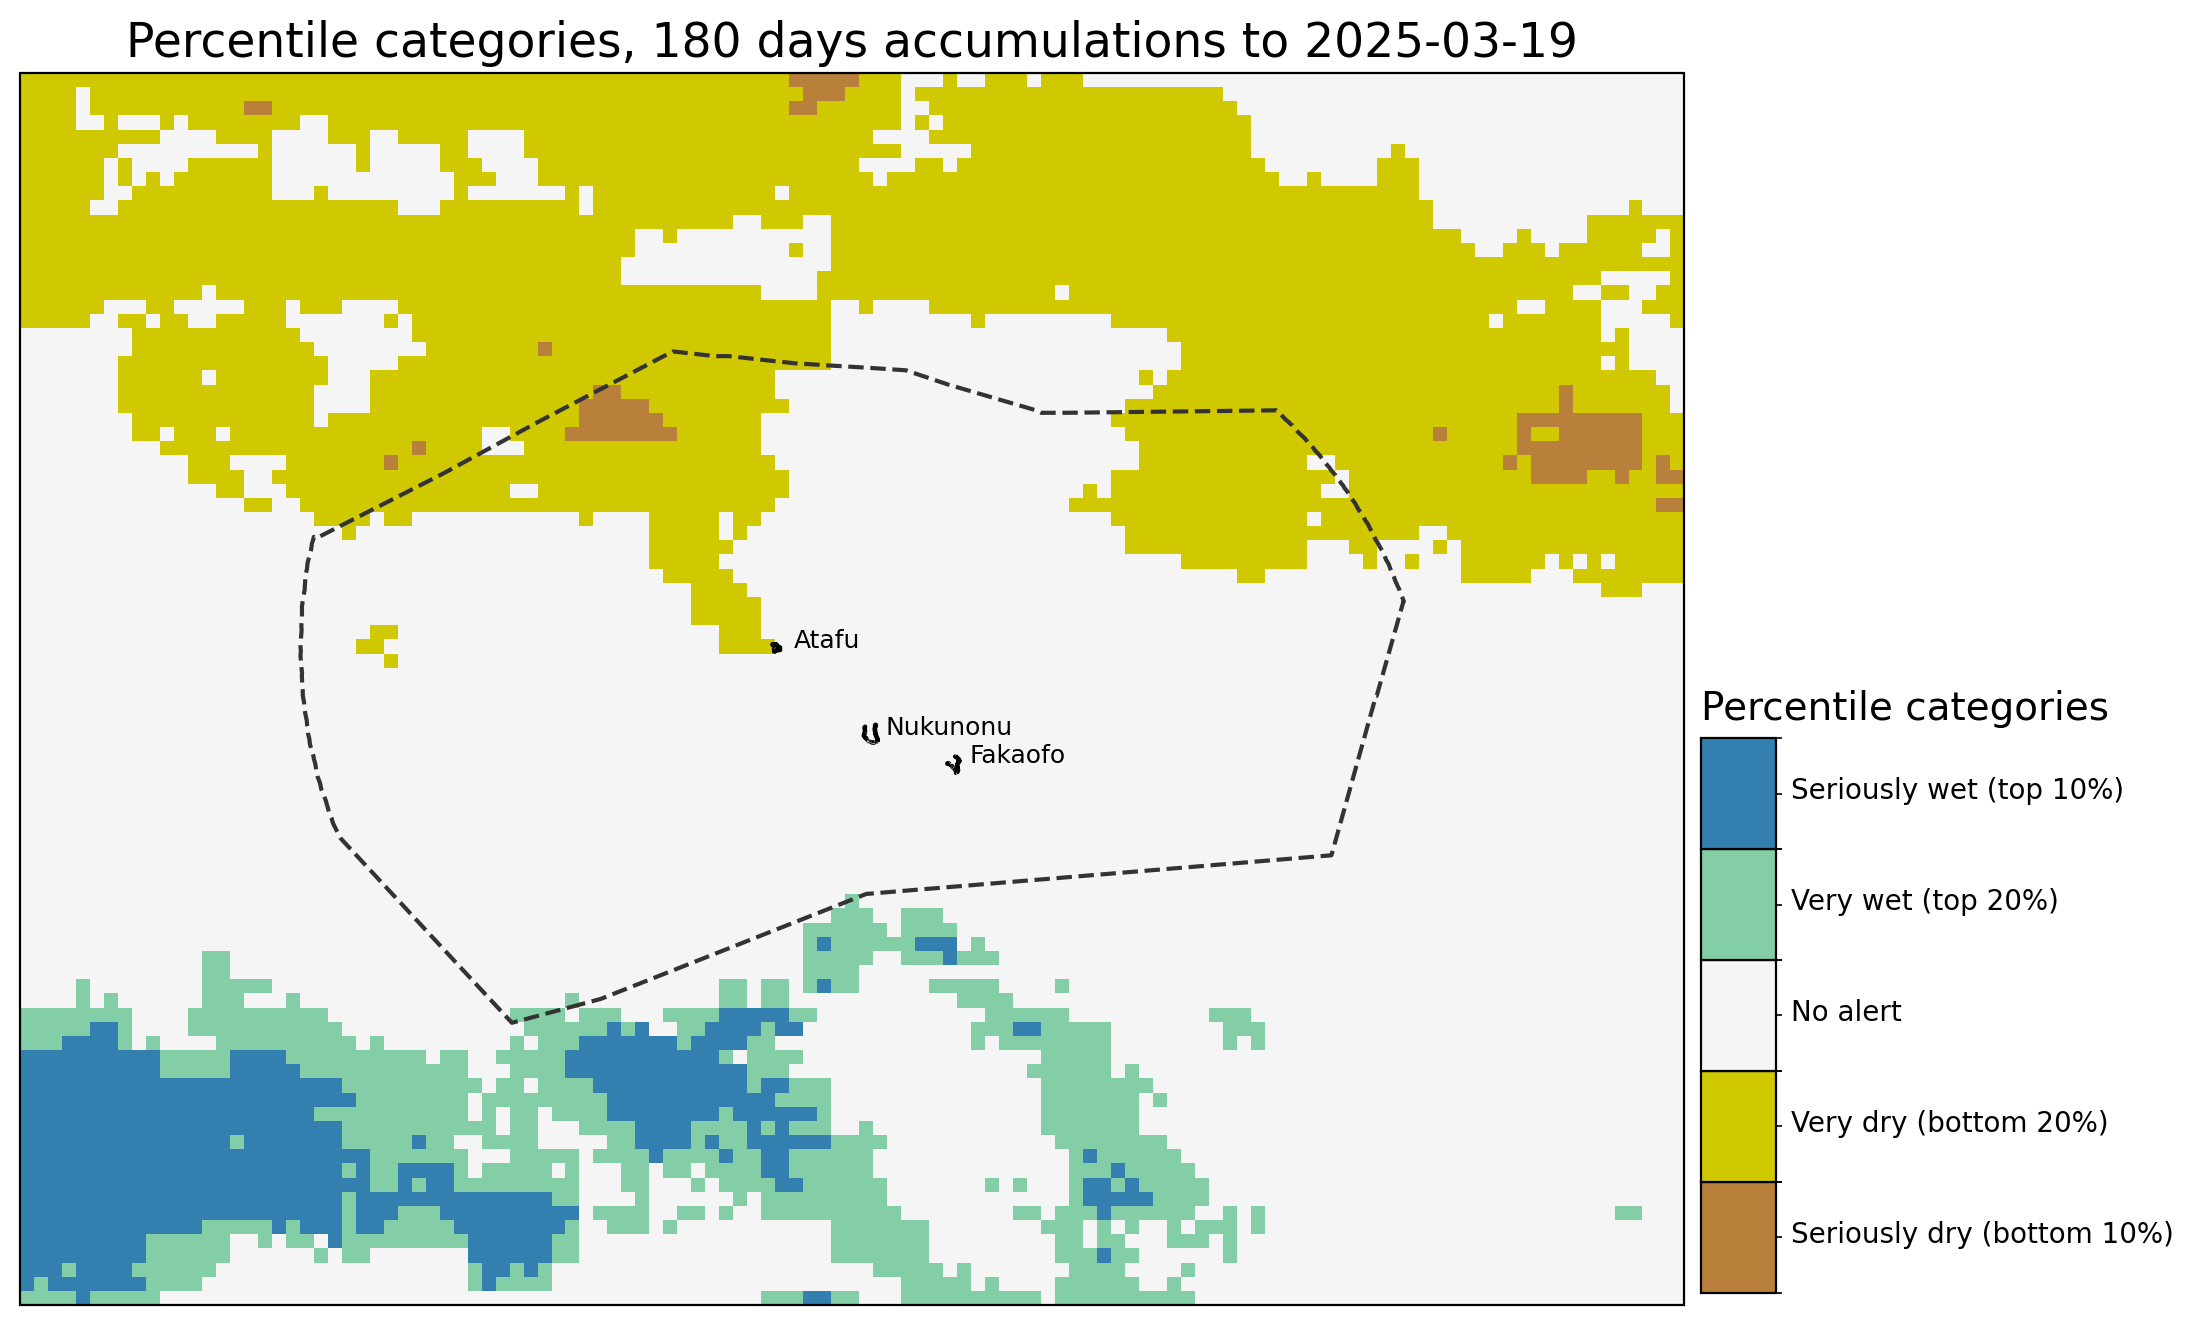 Percentile categories, 180 days accumulations to 2025-03-19
Atafu
Nukunonu
Fakaofo
Percentile categories
Seriously wet (top 10%)
Very wet (top 20%)
No alert
Very dry (bottom 20%)
Seriously dry (bottom 10%)